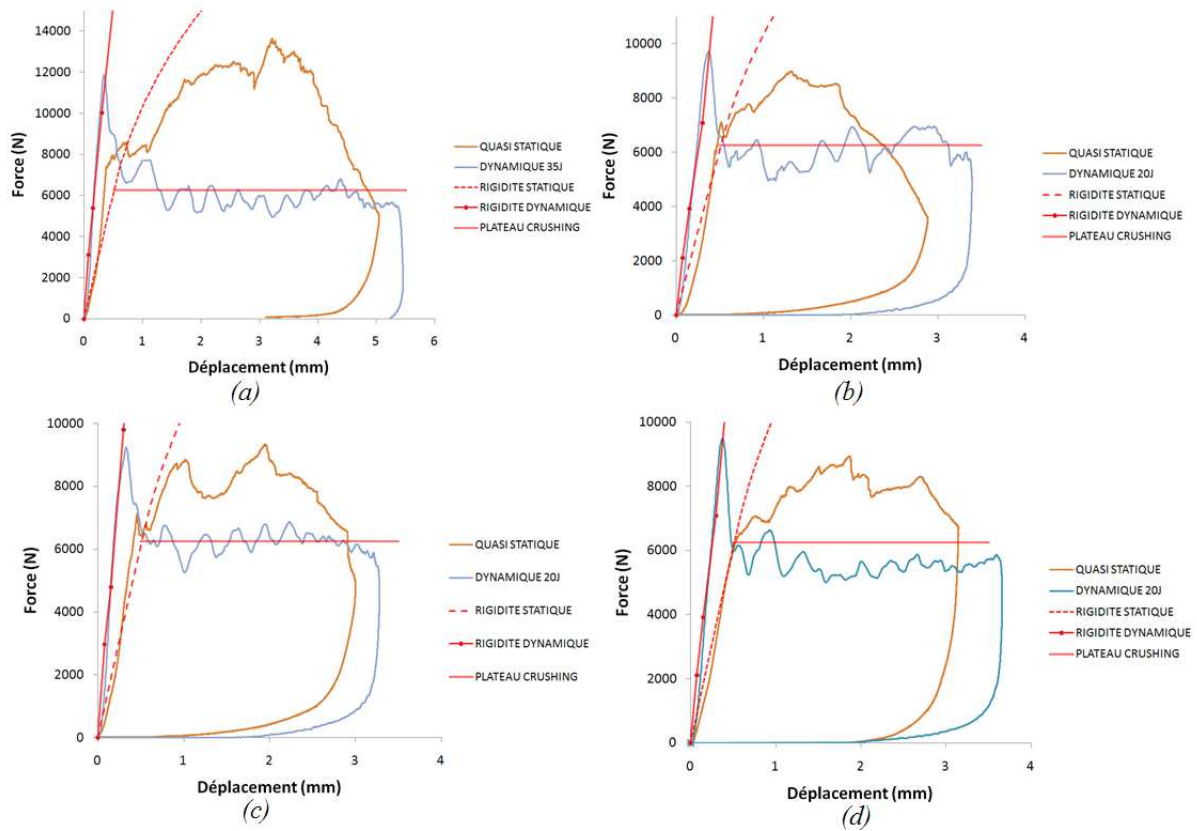 16000
14000
12000
10000
8000
6000
4000
2000
0
Force (N)
0 1 2 3 4 5 6
Déplacement (mm)
QUASI STATIQUE
DYNAMIQUE 35J
RIGIDITE STATIQUE
RIGIDITE DYNAMIQUE
PLATEAU CRUSHING
(a)
10000
8000
6000
4000
2000
0
Force (N)
0 1 2 3 4
Déplacement (mm)
QUASI STATIQUE
DYNAMIQUE 20J
RIGIDITE STATIQUE
RIGIDITE DYNAMIQUE
PLATEAU CRUSHING
(b)
10000
8000
6000
4000
2000
0
Force (N)
0 1 2 3 4
Déplacement (mm)
QUASI STATIQUE
DYNAMIQUE 20J
RIGIDITE STATIQUE
RIGIDITE DYNAMIQUE
PLATEAU CRUSHING
(c)
10000
8000
6000
4000
2000
0
Force (N)
0 1 2 3 4
Déplacement (mm)
QUASI STATIQUE
DYNAMIQUE 20J
RIGIDITE STATIQUE
RIGIDITE DYNAMIQUE
PLATEAU CRUSHING
(d)